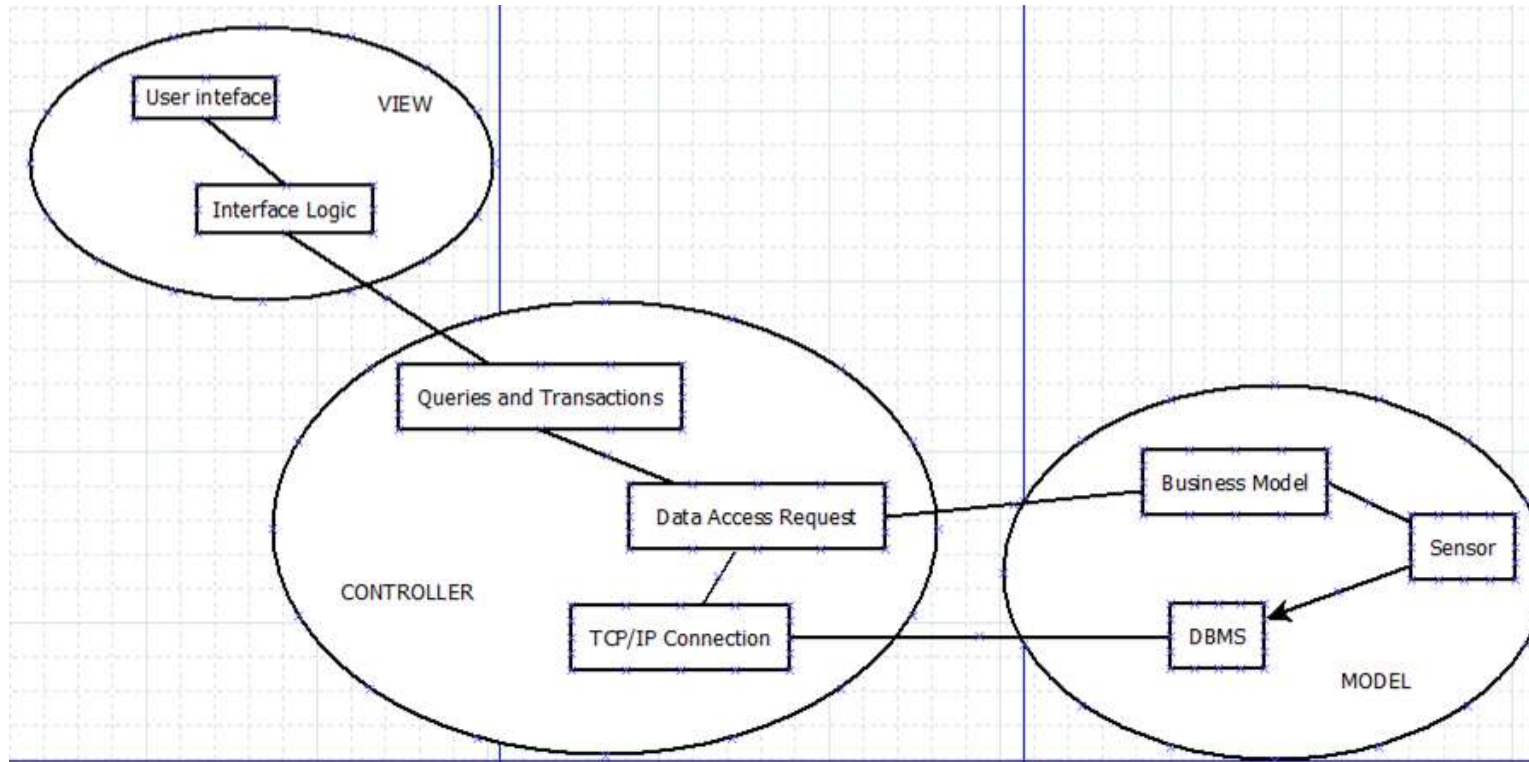 User inteface
VIEW
Interface Logic
Queries and Transactions
Data Access Request
CONTROLLER
TCP/IP Connection
Business Model
Sensor
DBMS
MODEL